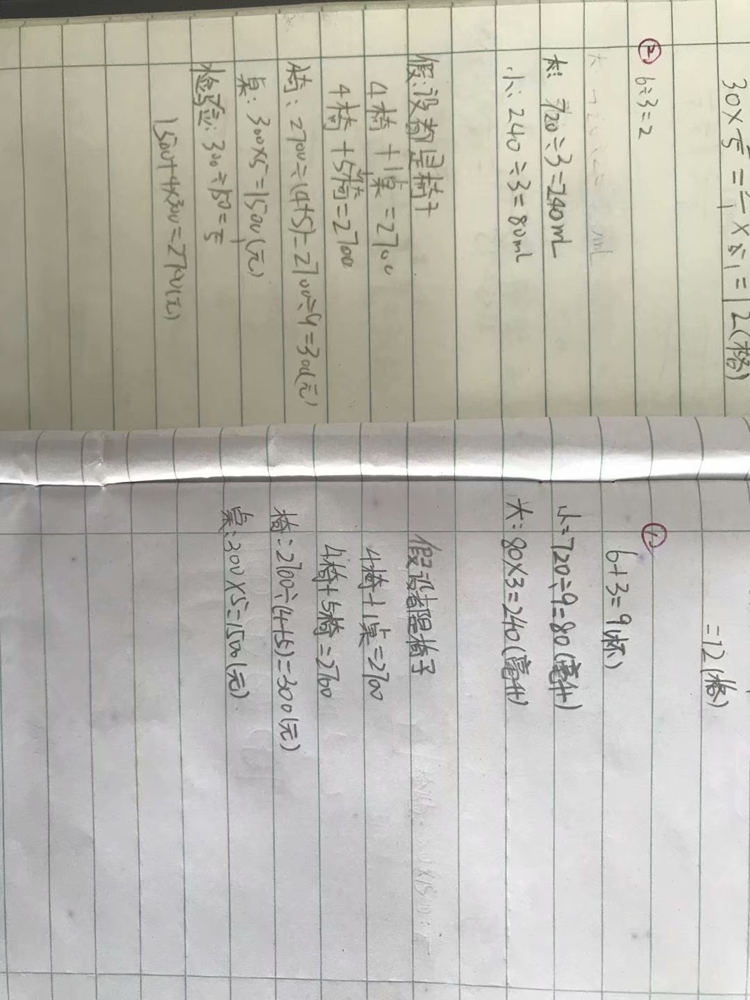 30×⅖=
=12(格)
② 6÷3=2
大: 720÷3=240mL
小: 240÷3=80mL
假设都是椅子
4椅+1桌=2700
4椅+5椅=2700
椅: 2700÷(4+5)=2700÷9=300(元)
桌: 300×5=1500(元)
检验: 300÷1500=⅕
1500+4×300=2700(元)
=12(格)
① 6+3=9(杯)
小=720÷9=80(毫升)
大: 80×3=240(毫升)
假设都是椅子
4椅+1桌=2700
4椅+5椅=2700
椅: 2700÷(4+5)=300(元)
桌: 300×5=1500(元)